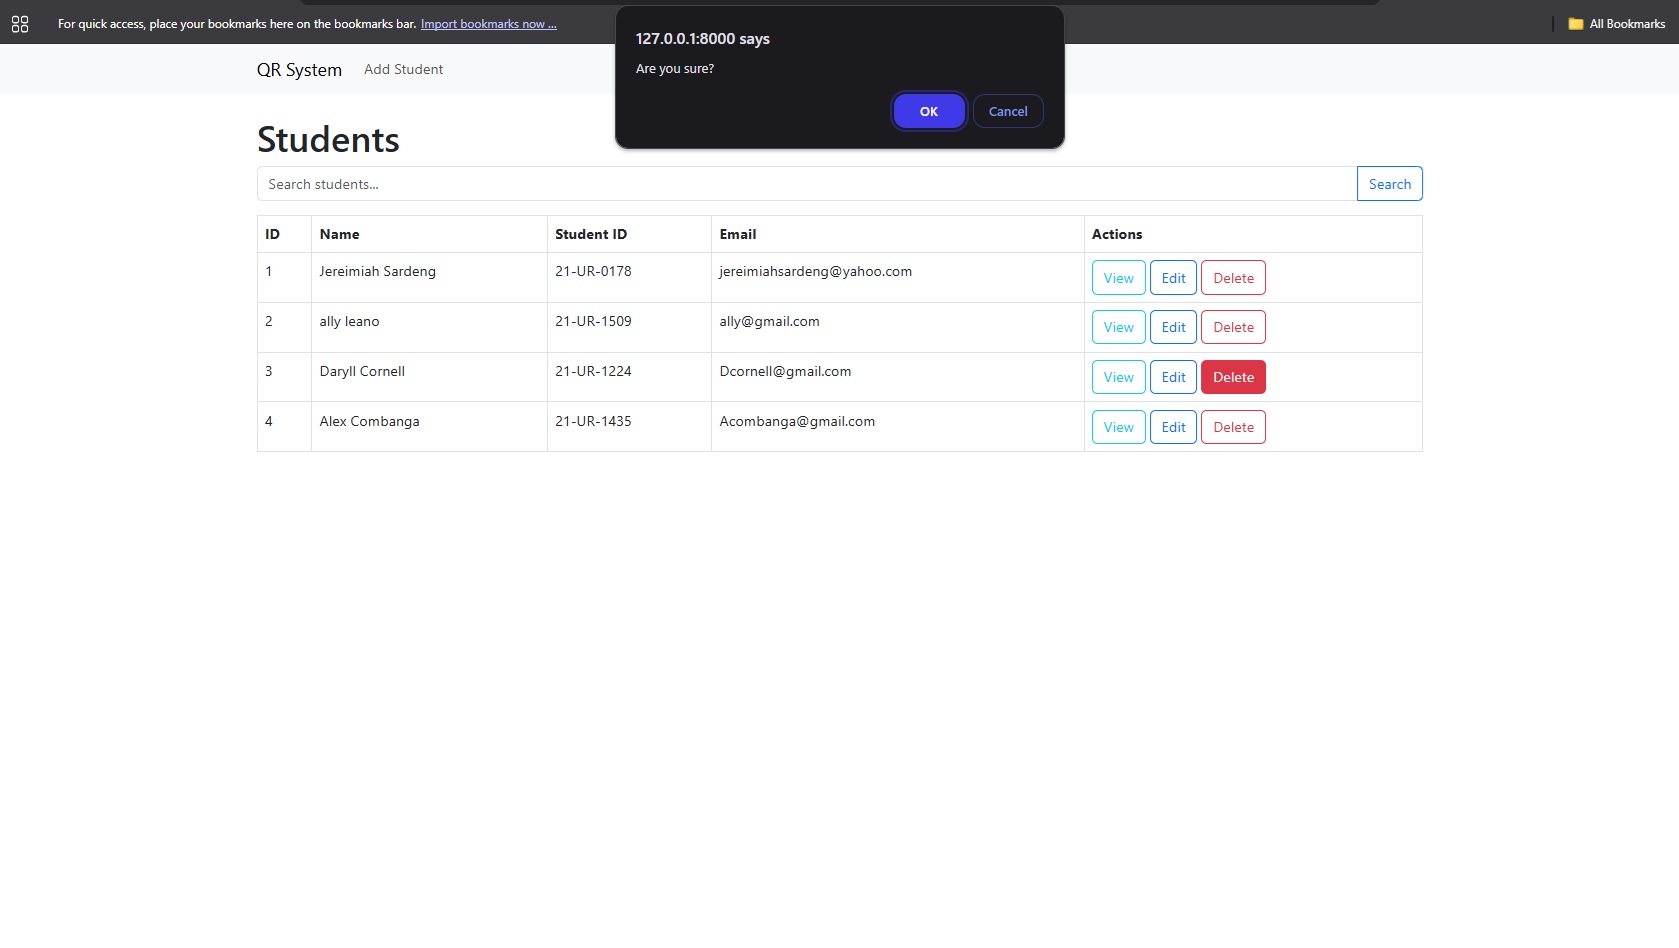 For quick access, place your bookmarks here on the bookmarks bar. Import bookmarks now ...
All Bookmarks
127.0.0.1:8000 says
Are you sure?
OK Cancel
QR System Add Student
Students
Search students... Search
ID Name Student ID Email Actions
1 Jereimiah Sardeng 21-UR-0178 jereimiahsardeng@yahoo.com View Edit Delete
2 ally leano 21-UR-1509 ally@gmail.com View Edit Delete
3 Daryll Cornell 21-UR-1224 Dcornell@gmail.com View Edit Delete
4 Alex Combanga 21-UR-1435 Acombanga@gmail.com View Edit Delete